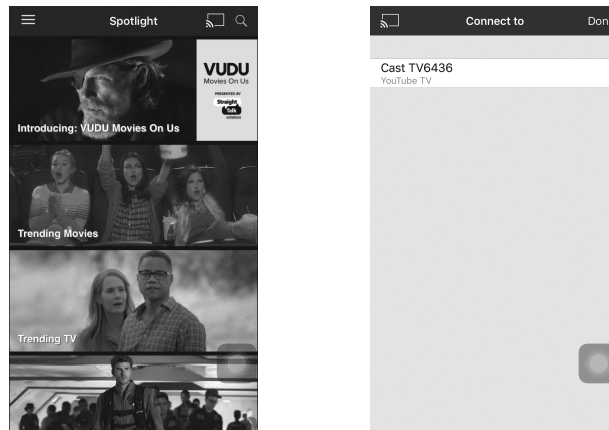 Spotlight
VUDU
Movies On Us
PRESENTED BY
Straight
Talk
wireless
Introducing: VUDU Movies On Us
Trending Movies
Trending TV
Connect to
Don
Cast TV6436
YouTube TV